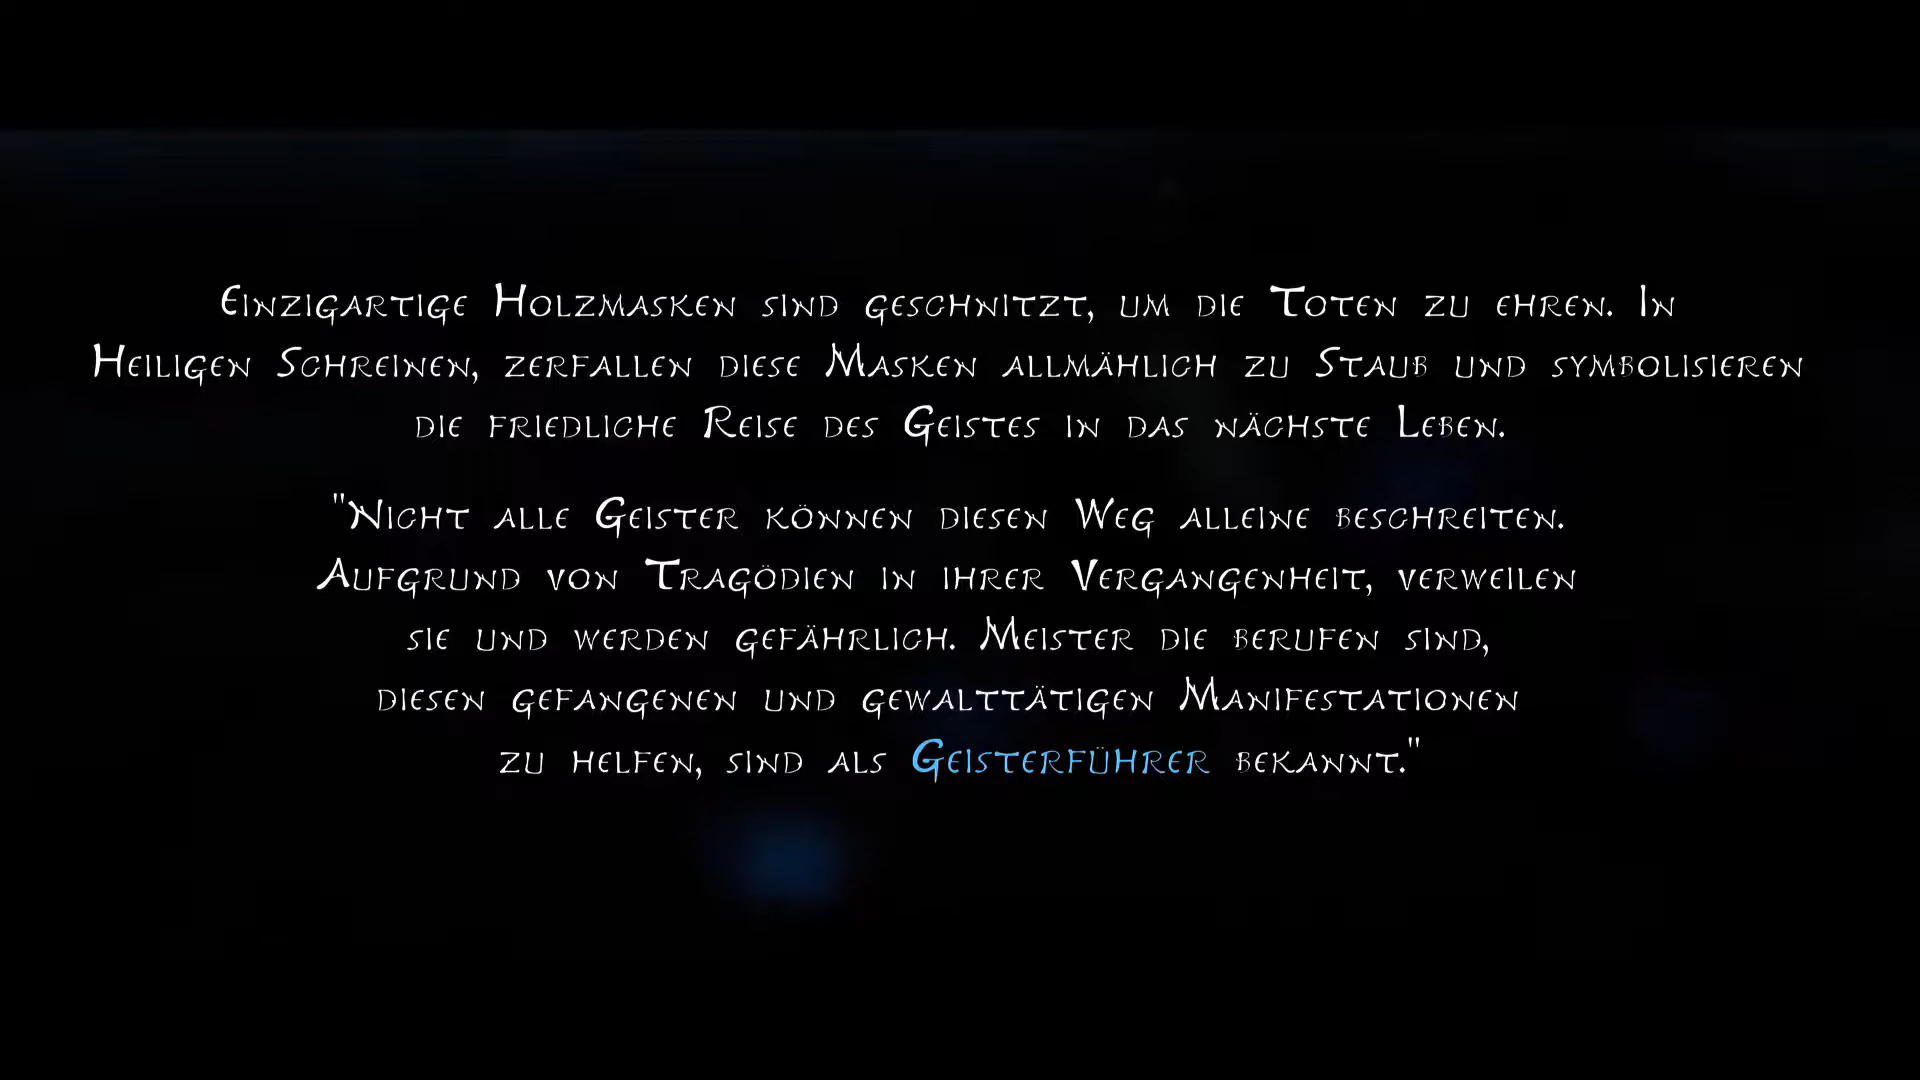 Einzigartige Holzmasken sind geschnitzt, um die Toten zu ehren. In
Heiligen Schreinen, zerfallen diese Masken allmählich zu Staub und symbolisieren
die friedliche Reise des Geistes in das nächste Leben.
"Nicht alle Geister können diesen Weg alleine beschreiten.
Aufgrund von Tragödien in ihrer Vergangenheit, verweilen
sie und werden gefährlich. Meister die berufen sind,
diesen gefangenen und gewalttätigen Manifestationen
zu helfen, sind als Geisterführer bekannt."